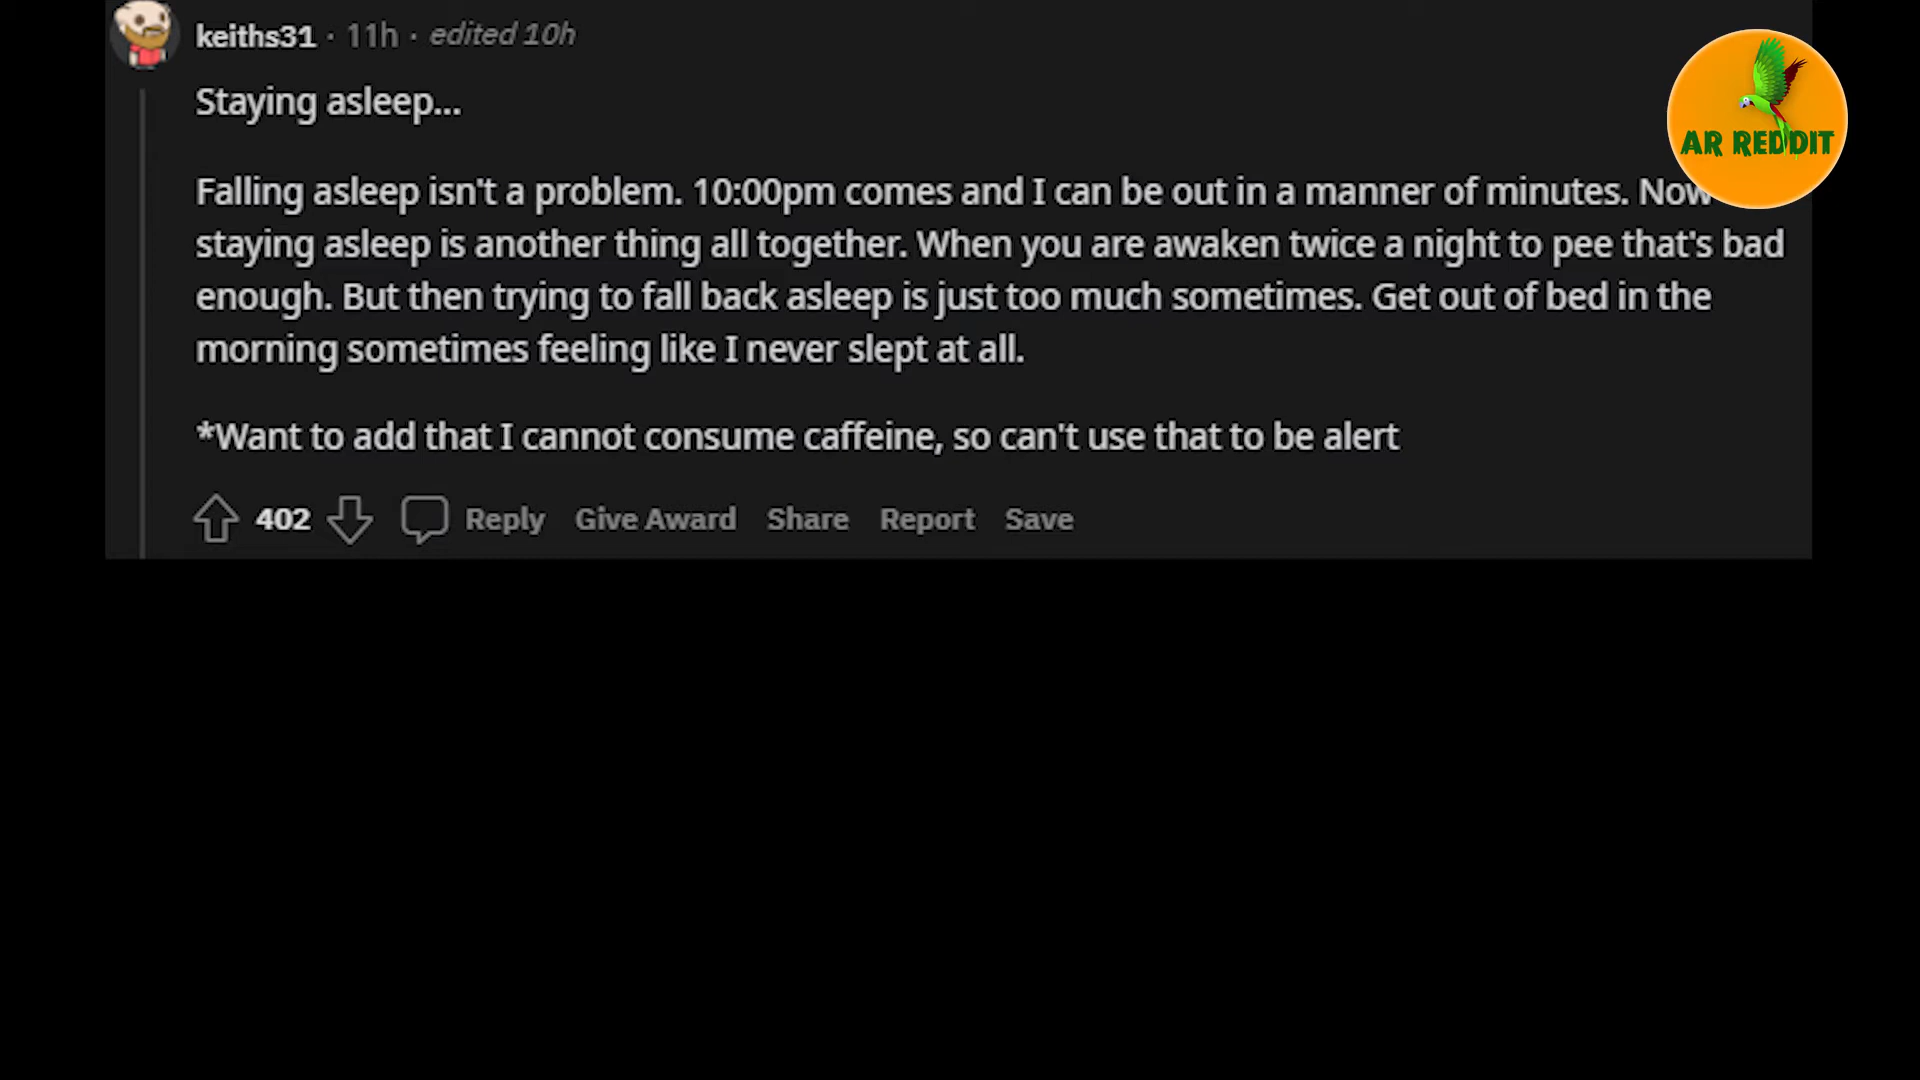 keiths31 · 11h · edited 10h
AR REDDIT
Staying asleep...
Falling asleep isn't a problem. 10:00pm comes and I can be out in a manner of minutes. Now
staying asleep is another thing all together. When you are awaken twice a night to pee that's bad
enough. But then trying to fall back asleep is just too much sometimes. Get out of bed in the
morning sometimes feeling like I never slept at all.
*Want to add that I cannot consume caffeine, so can't use that to be alert
402 Reply Give Award Share Report Save